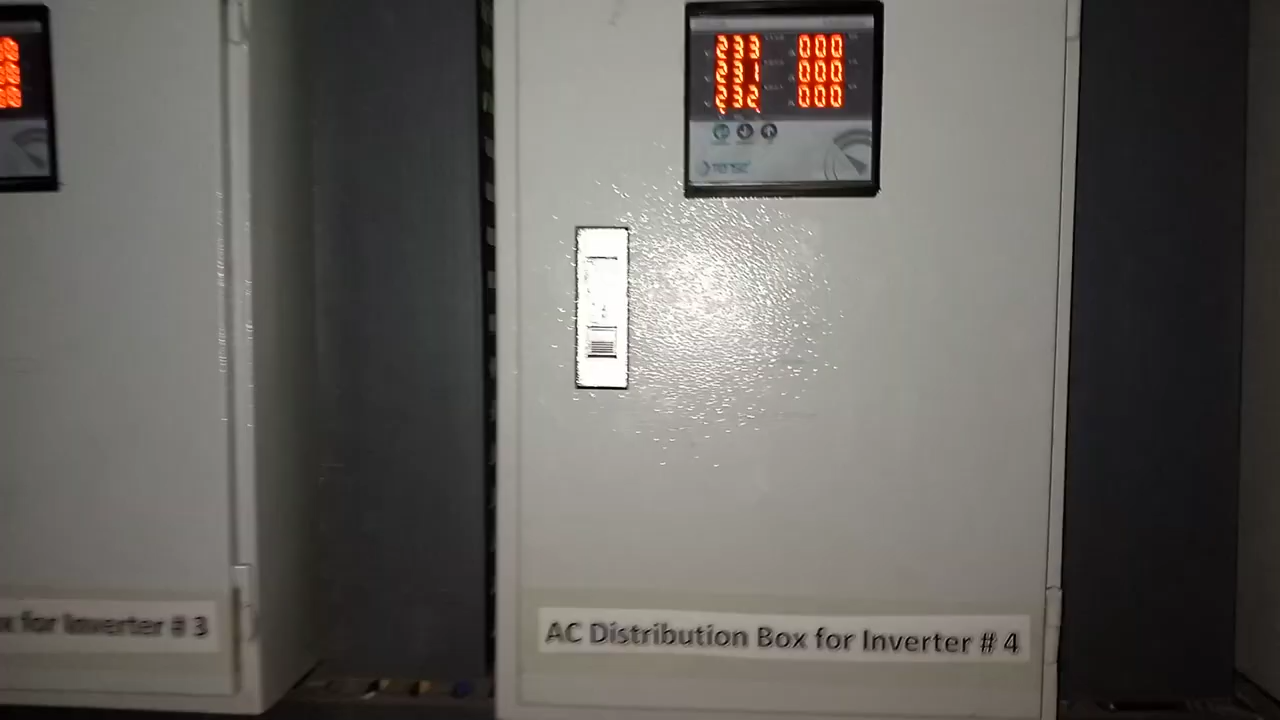 233 000
231 000
232 000
x for Inverter # 3
AC Distribution Box for Inverter # 4